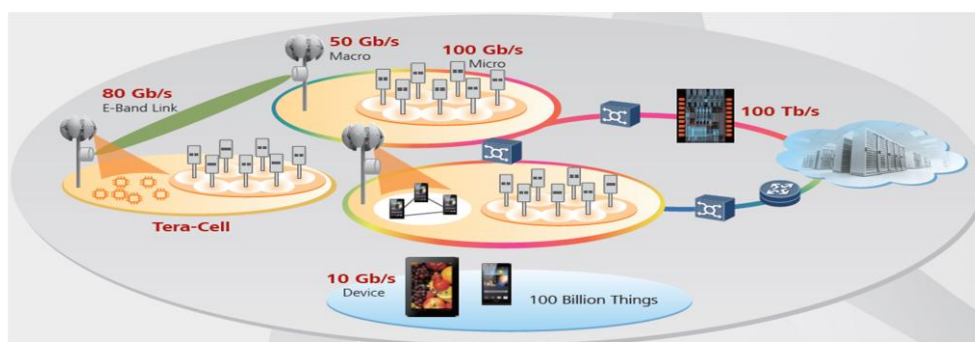 50 Gb/s
Macro
100 Gb/s
Micro
80 Gb/s
E-Band Link
100 Tb/s
Tera-Cell
10 Gb/s
Device
100 Billion Things